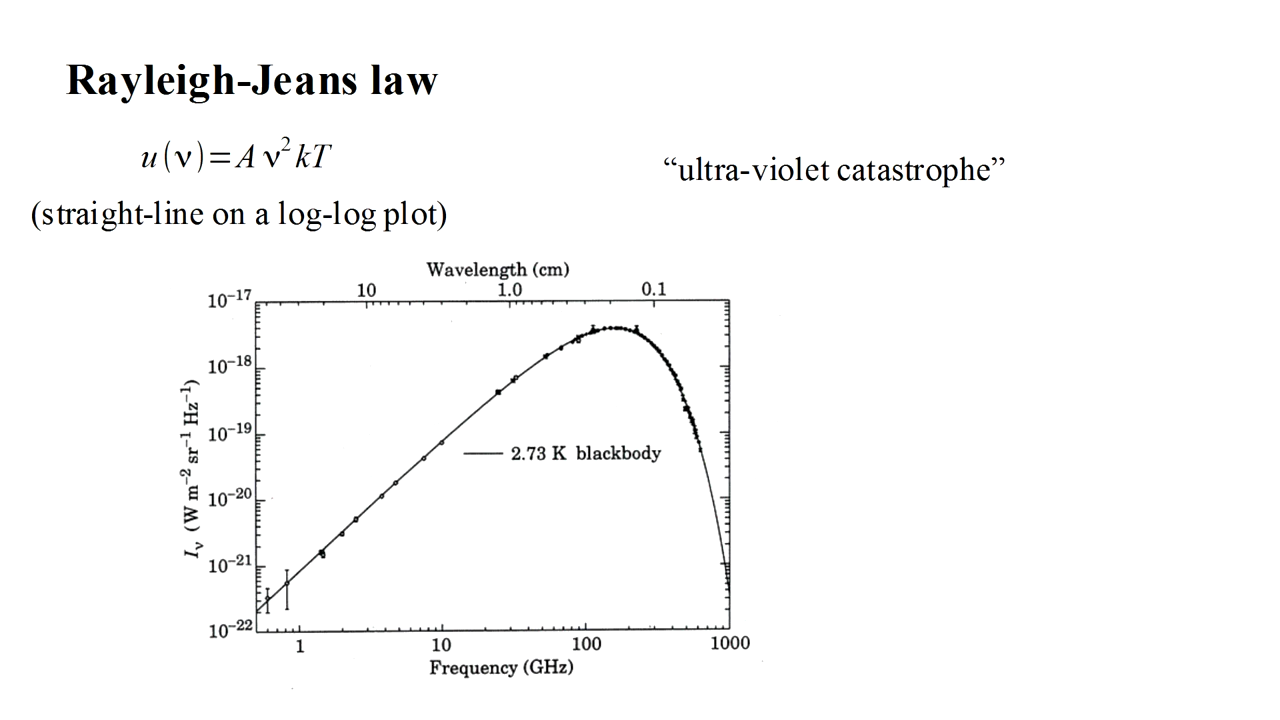 Rayleigh-Jeans law
u(ν)=A ν² kT
“ultra-violet catastrophe”
(straight-line on a log-log plot)
Wavelength (cm)
10 1.0 0.1
10⁻¹⁷
10⁻¹⁸
10⁻¹⁹
10⁻²⁰
10⁻²¹
10⁻²²
I_ν (W m⁻² sr⁻¹ Hz⁻¹)
2.73 K blackbody
1 10 100 1000
Frequency (GHz)